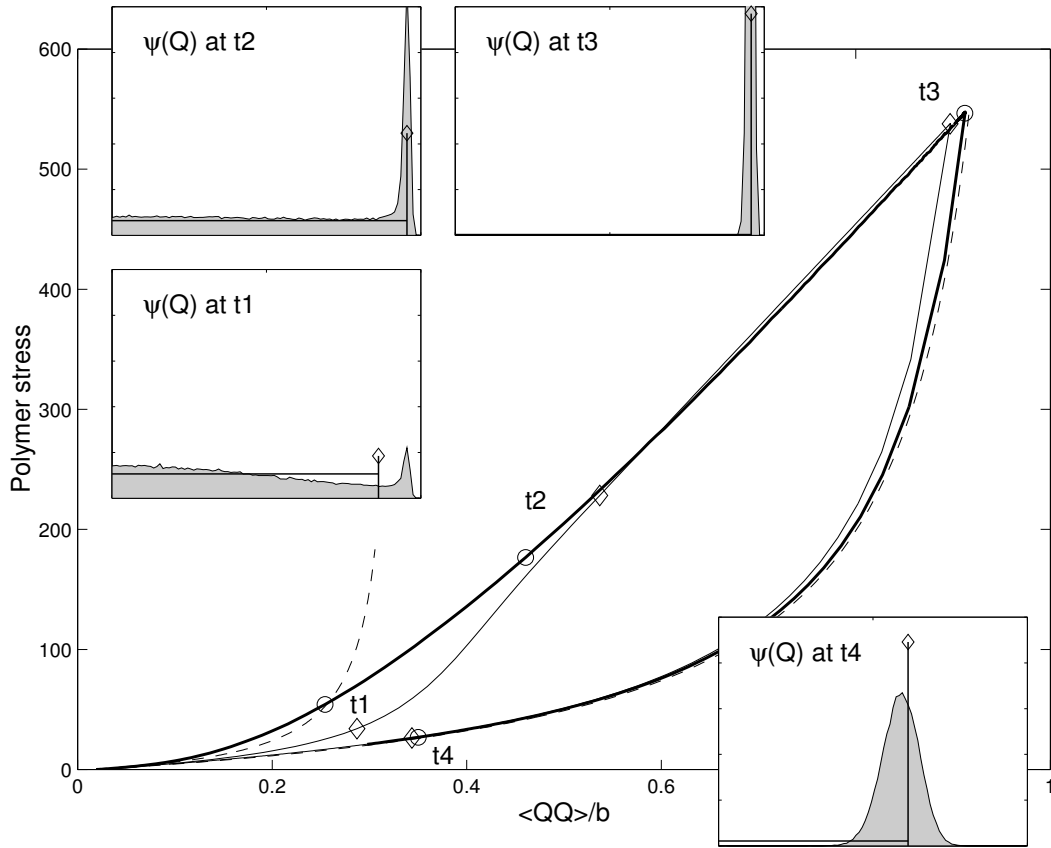 ψ(Q) at t2
ψ(Q) at t3
600
t3
500
400
ψ(Q) at t1
Polymer stress
300
t2
200
100
t1
ψ(Q) at t4
t4
0
0
0.2
0.4
0.6
1
<QQ>/b